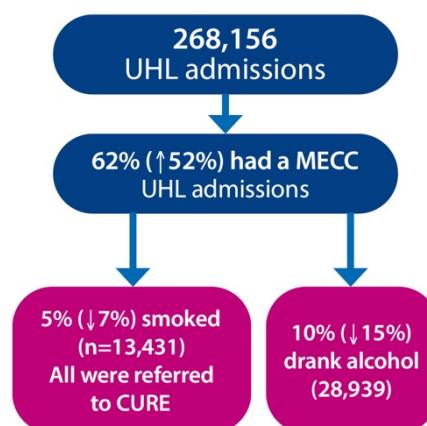 268,156
UHL admissions
62% (↑52%) had a MECC
UHL admissions
5% (↓7%) smoked
(n=13,431)
All were referred
to CURE
10% (↓15%)
drank alcohol
(28,939)